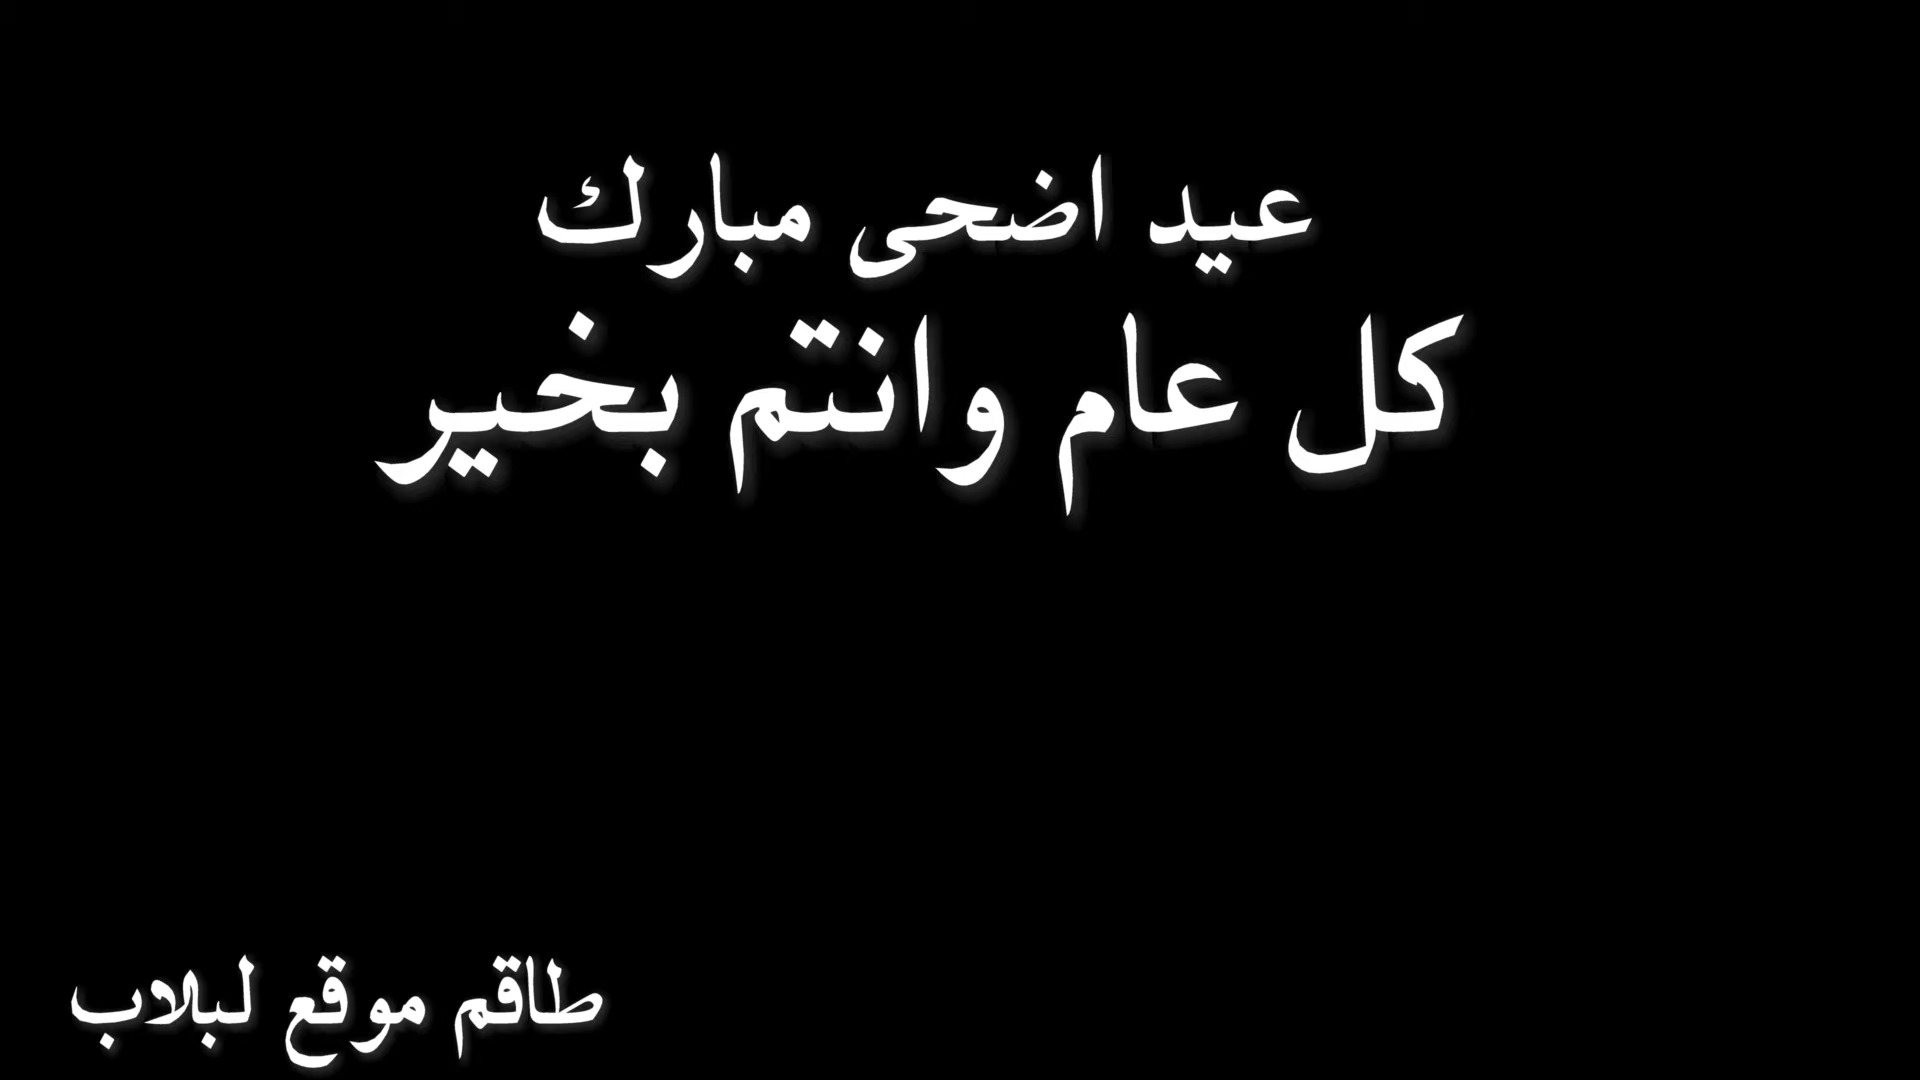 عيد اضحى مبارك
كل عام وانتم بخير
طاقم موقع لبلاب